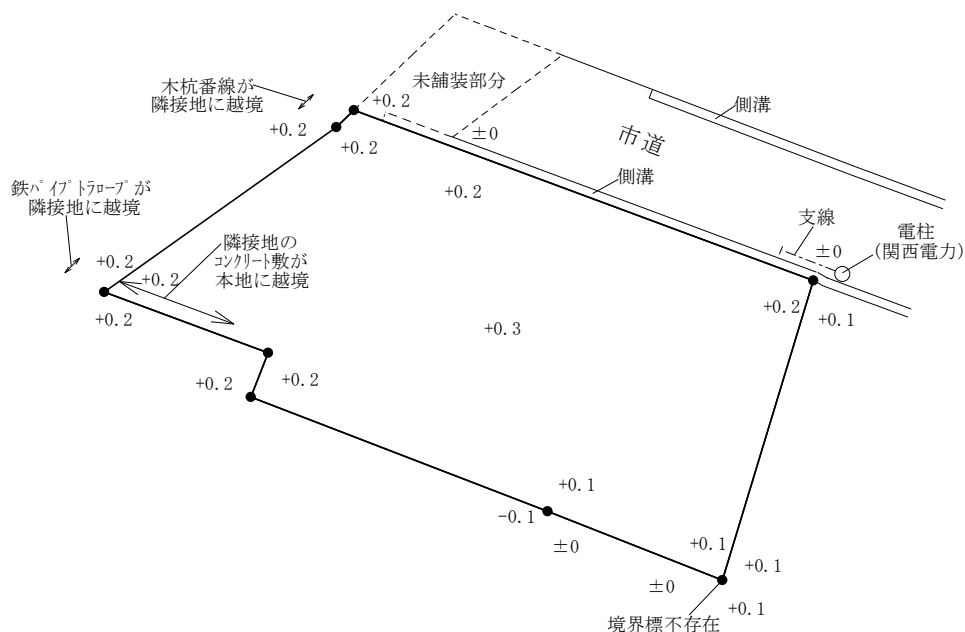 未舗装部分
木杭番線が
隣接地に越境
+0.2
側溝
+0.2
+0.2
±0
市道
側溝
+0.2
鉄ﾊﾟｲﾌﾟﾄﾗﾛｰﾌﾟが
隣接地に越境
支線
電柱
(関西電力)
±0
隣接地の
ｺﾝｸﾘｰﾄ敷が
本地に越境
+0.2
+0.2
+0.2
+0.2
+0.1
+0.3
+0.2
+0.2
+0.1
-0.1
±0
+0.1
+0.1
±0
+0.1
境界標不存在